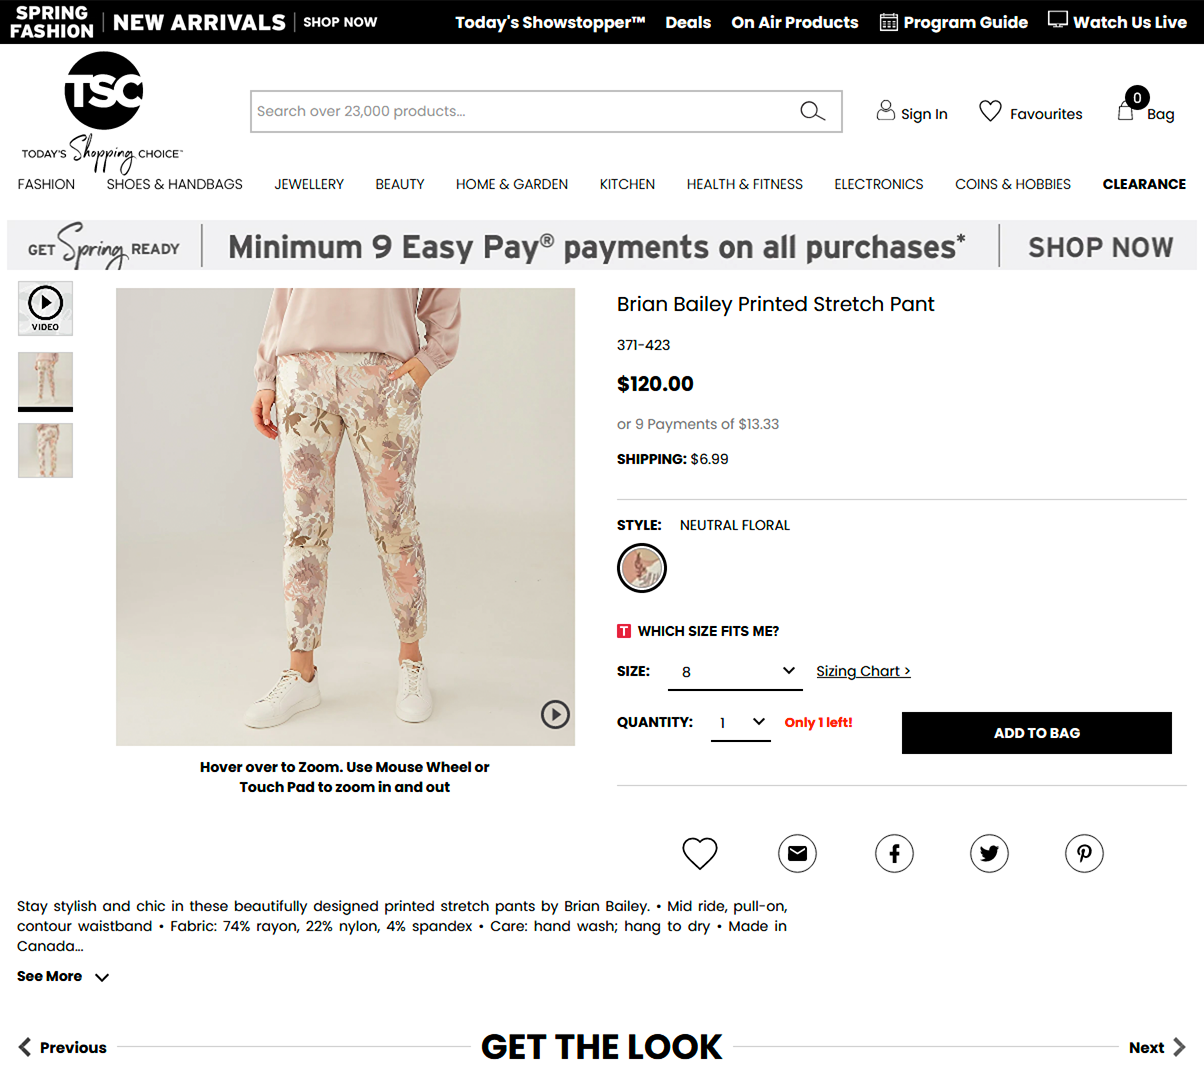 SPRING
FASHION
NEW ARRIVALS
SHOP NOW
Today's Showstopper™
Deals
On Air Products
Program Guide
Watch Us Live
TSC
TODAY'S Shopping CHOICE™
Search over 23,000 products...
Sign In
Favourites
0
Bag
FASHION
SHOES & HANDBAGS
JEWELLERY
BEAUTY
HOME & GARDEN
KITCHEN
HEALTH & FITNESS
ELECTRONICS
COINS & HOBBIES
CLEARANCE
GET Spring READY
Minimum 9 Easy Pay® payments on all purchases*
SHOP NOW
VIDEO
Brian Bailey Printed Stretch Pant
371-423
$120.00
or 9 Payments of $13.33
SHIPPING: $6.99
STYLE: NEUTRAL FLORAL
T WHICH SIZE FITS ME?
SIZE: 8
Sizing Chart >
QUANTITY: 1
Only 1 left!
ADD TO BAG
Hover over to Zoom. Use Mouse Wheel or
Touch Pad to zoom in and out
Stay stylish and chic in these beautifully designed printed stretch pants by Brian Bailey. • Mid ride, pull-on,
contour waistband • Fabric: 74% rayon, 22% nylon, 4% spandex • Care: hand wash; hang to dry • Made in
Canada...
See More
Previous
GET THE LOOK
Next